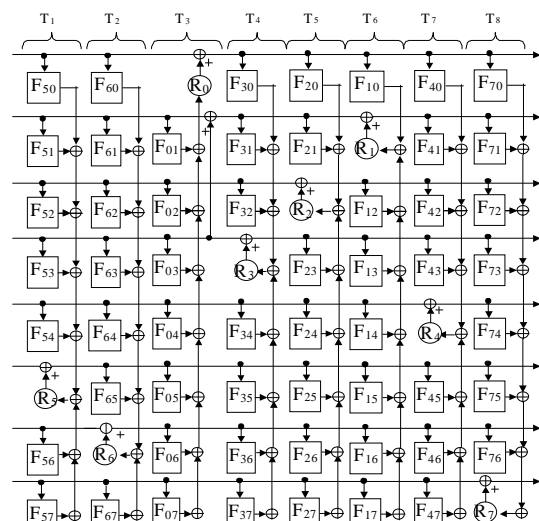 T1 T2 T3 T4 T5 T6 T7 T8
+
F50 F60 R0 F30 F20 F10 F40 F70
+ +
F51 F61 F01 F31 F21 R1 F41 F71
+
F52 F62 F02 F32 R2 F12 F42 F72
+
F53 F63 F03 R3 F23 F13 F43 F73
+
F54 F64 F04 F34 F24 F14 R4 F74
+
R5 F65 F05 F35 F25 F15 F45 F75
+
F56 R6 F06 F36 F26 F16 F46 F76
+
F57 F67 F07 F37 F27 F17 F47 R7